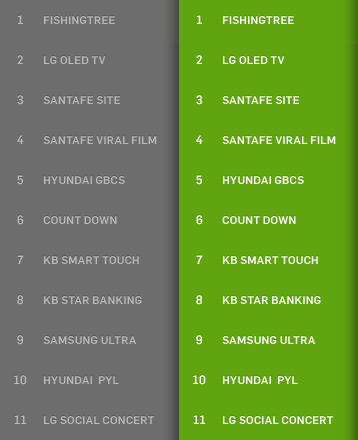 1 FISHINGTREE
2 LG OLED TV
3 SANTAFE SITE
4 SANTAFE VIRAL FILM
5 HYUNDAI GBCS
6 COUNT DOWN
7 KB SMART TOUCH
8 KB STAR BANKING
9 SAMSUNG ULTRA
10 HYUNDAI PYL
11 LG SOCIAL CONCERT
1 FISHINGTREE
2 LG OLED TV
3 SANTAFE SITE
4 SANTAFE VIRAL FILM
5 HYUNDAI GBCS
6 COUNT DOWN
7 KB SMART TOUCH
8 KB STAR BANKING
9 SAMSUNG ULTRA
10 HYUNDAI PYL
11 LG SOCIAL CONCERT